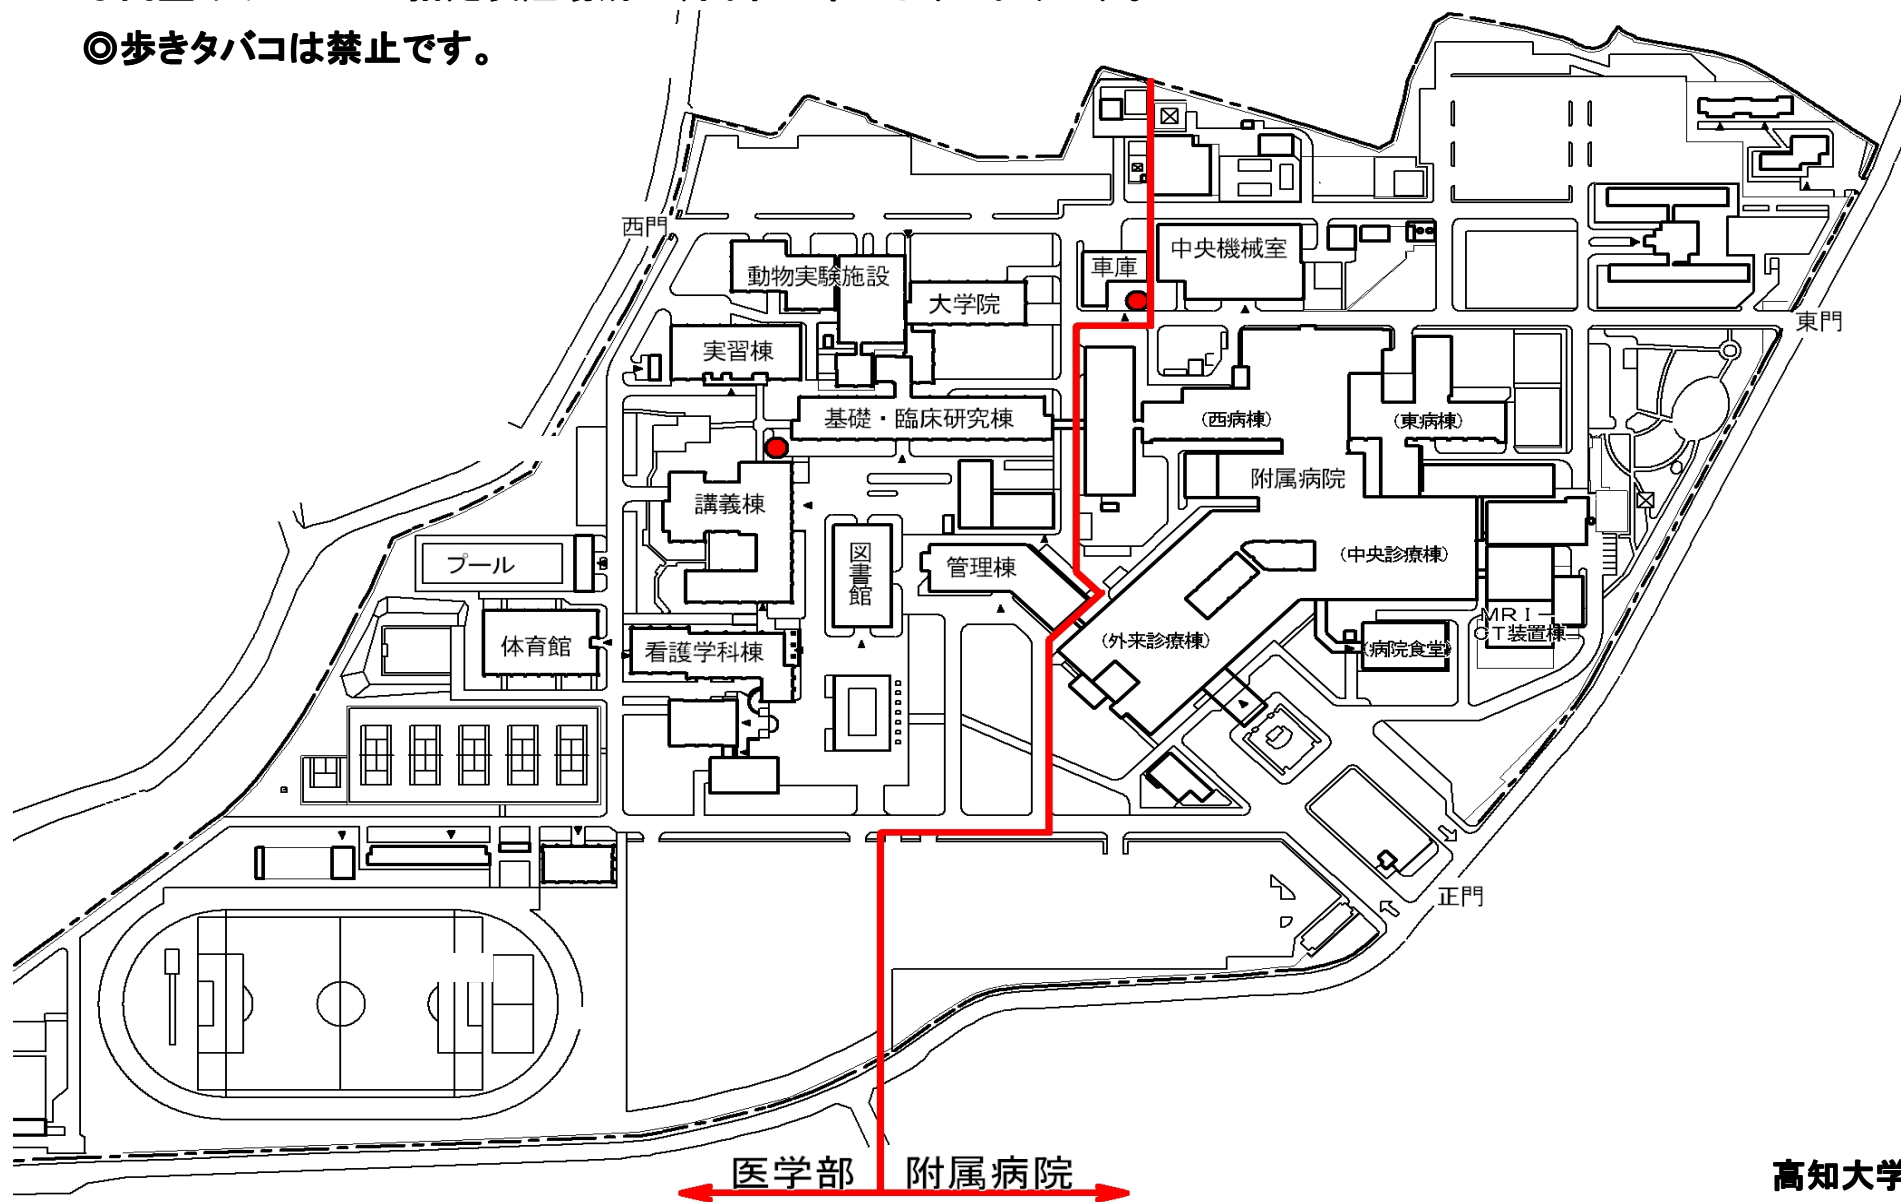 ◎歩きタバコは禁止です。
西門
中央機械室
車庫
動物実験施設
大学院
東門
実習棟
基礎・臨床研究棟
(西病棟)
(東病棟)
附属病院
講義棟
図書館
(中央診療棟)
プール
管理棟
MRI
CT装置棟
体育館
看護学科棟
(外来診療棟)
(病院食堂)
正門
医学部
附属病院
高知大学